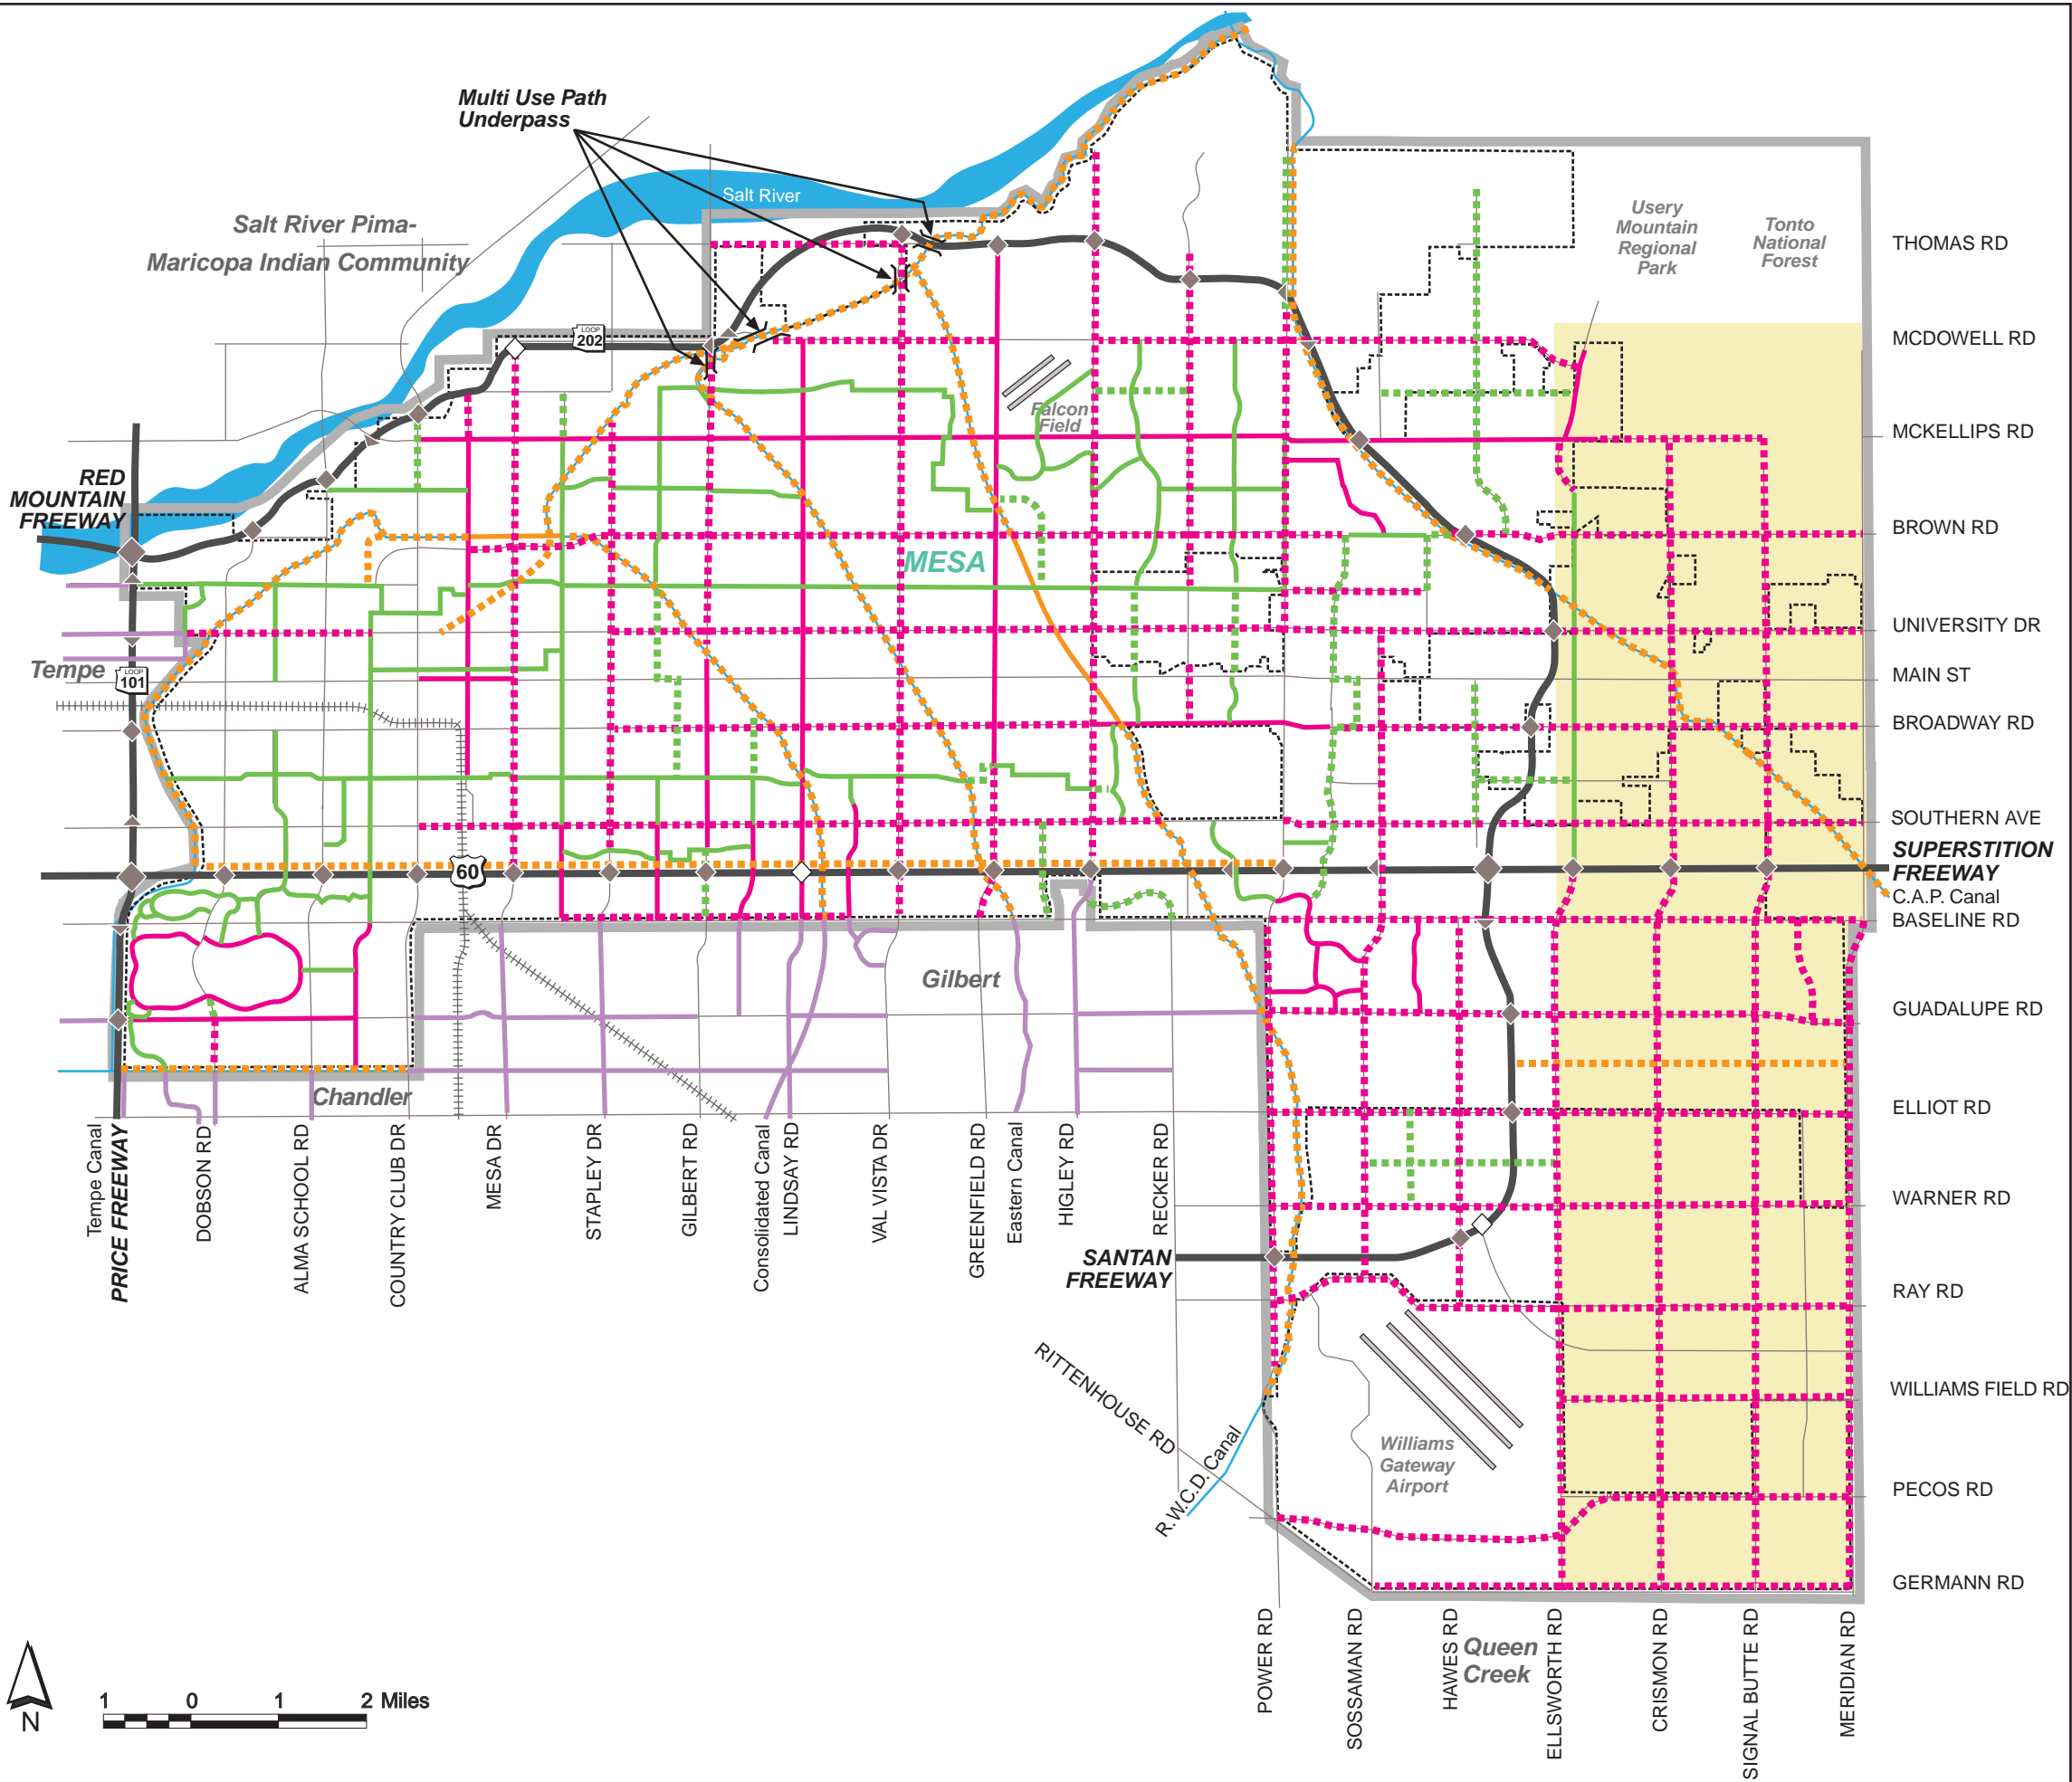 Multi Use Path
Underpass
Salt River
Salt River Pima-
Maricopa Indian Community
Usery
Mountain
Regional
Park
Tonto
National
Forest
THOMAS RD
LOOP
202
MCDOWELL RD
Falcon
Field
MCKELLIPS RD
RED
MOUNTAIN
FREEWAY
BROWN RD
MESA
UNIVERSITY DR
Tempe
LOOP
101
MAIN ST
BROADWAY RD
SOUTHERN AVE
60
SUPERSTITION
FREEWAY
C.A.P. Canal
BASELINE RD
Gilbert
GUADALUPE RD
Chandler
ELLIOT RD
Tempe Canal
PRICE FREEWAY
DOBSON RD
ALMA SCHOOL RD
COUNTRY CLUB DR
MESA DR
STAPLEY DR
GILBERT RD
Consolidated Canal
LINDSAY RD
VAL VISTA DR
GREENFIELD RD
Eastern Canal
HIGLEY RD
RECKER RD
WARNER RD
SANTAN
FREEWAY
RAY RD
RITTENHOUSE RD
WILLIAMS FIELD RD
R.W.C.D. Canal
Williams
Gateway
Airport
PECOS RD
GERMANN RD
POWER RD
SOSSAMAN RD
HAWES RD
Queen
Creek
ELLSWORTH RD
CRISMON RD
SIGNAL BUTTE RD
MERIDIAN RD
N
1 0 1 2 Miles